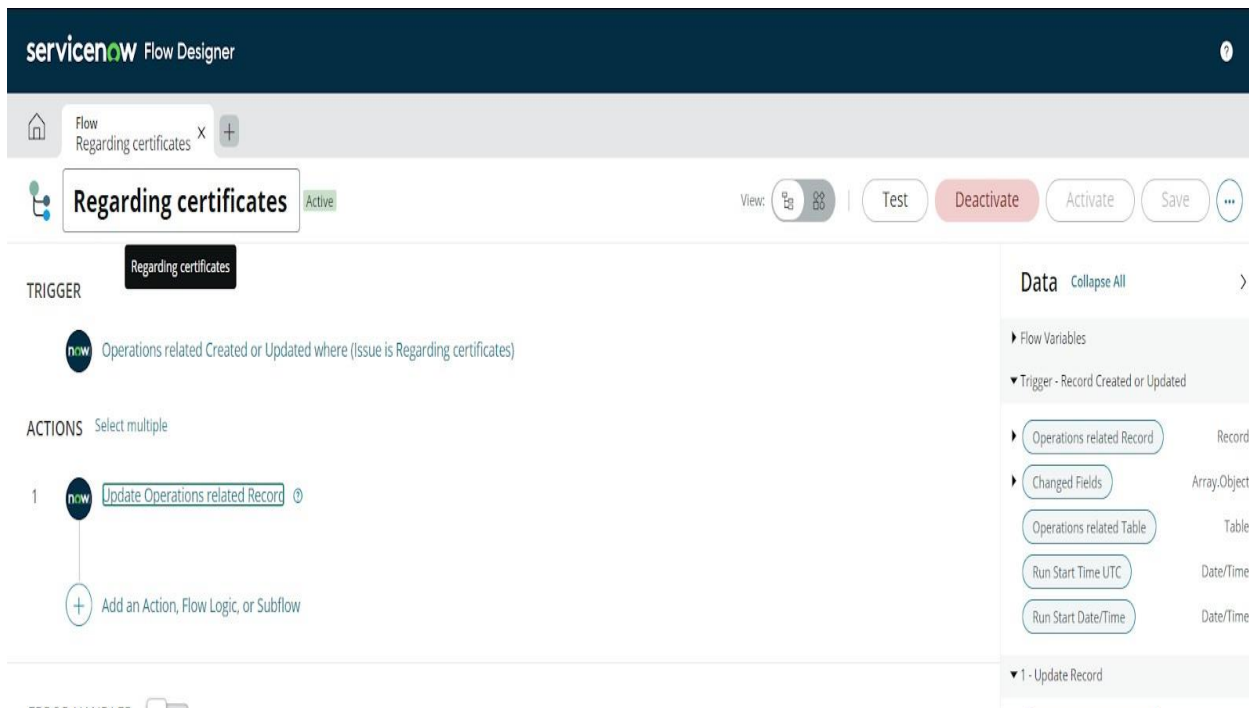 servicenow Flow Designer
Flow
Regarding certificates
Regarding certificates Active
View: Test Deactivate Activate Save
Regarding certificates
TRIGGER
now Operations related Created or Updated where (Issue is Regarding certificates)
ACTIONS Select multiple
1 now Update Operations related Record
Add an Action, Flow Logic, or Subflow
Data Collapse All
Flow Variables
Trigger - Record Created or Updated
Operations related Record Record
Changed Fields Array.Object
Operations related Table Table
Run Start Time UTC Date/Time
Run Start Date/Time Date/Time
1 - Update Record